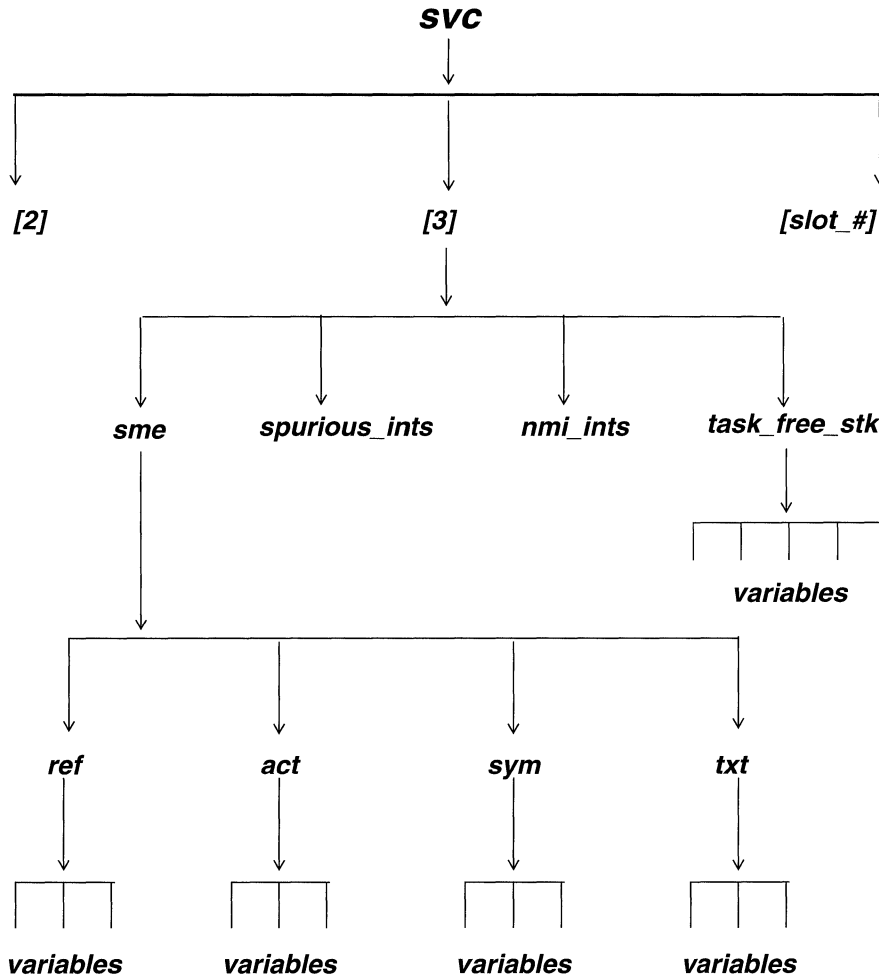 svc
[2] [3] [slot_#]
sme spurious_ints nmi_ints task_free_stk
variables
ref act sym txt
variables variables variables variables